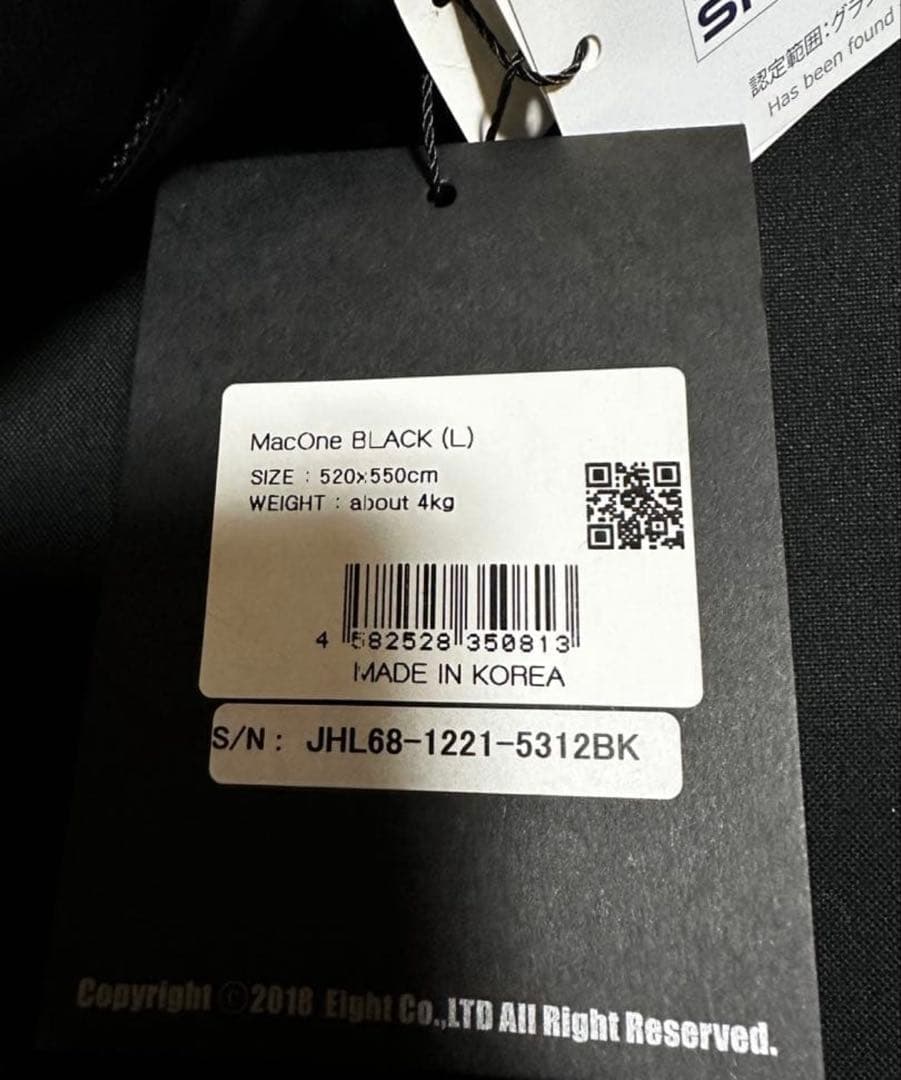 認定範囲:グラ
Has been found
MacOne BLACK (L)
SIZE : 520x550cm
WEIGHT : about 4kg
4 582528 350813
MADE IN KOREA
S/N : JHL68-1221-5312BK
Copyright ©2018 Eight Co.,LTD All Right Reserved.